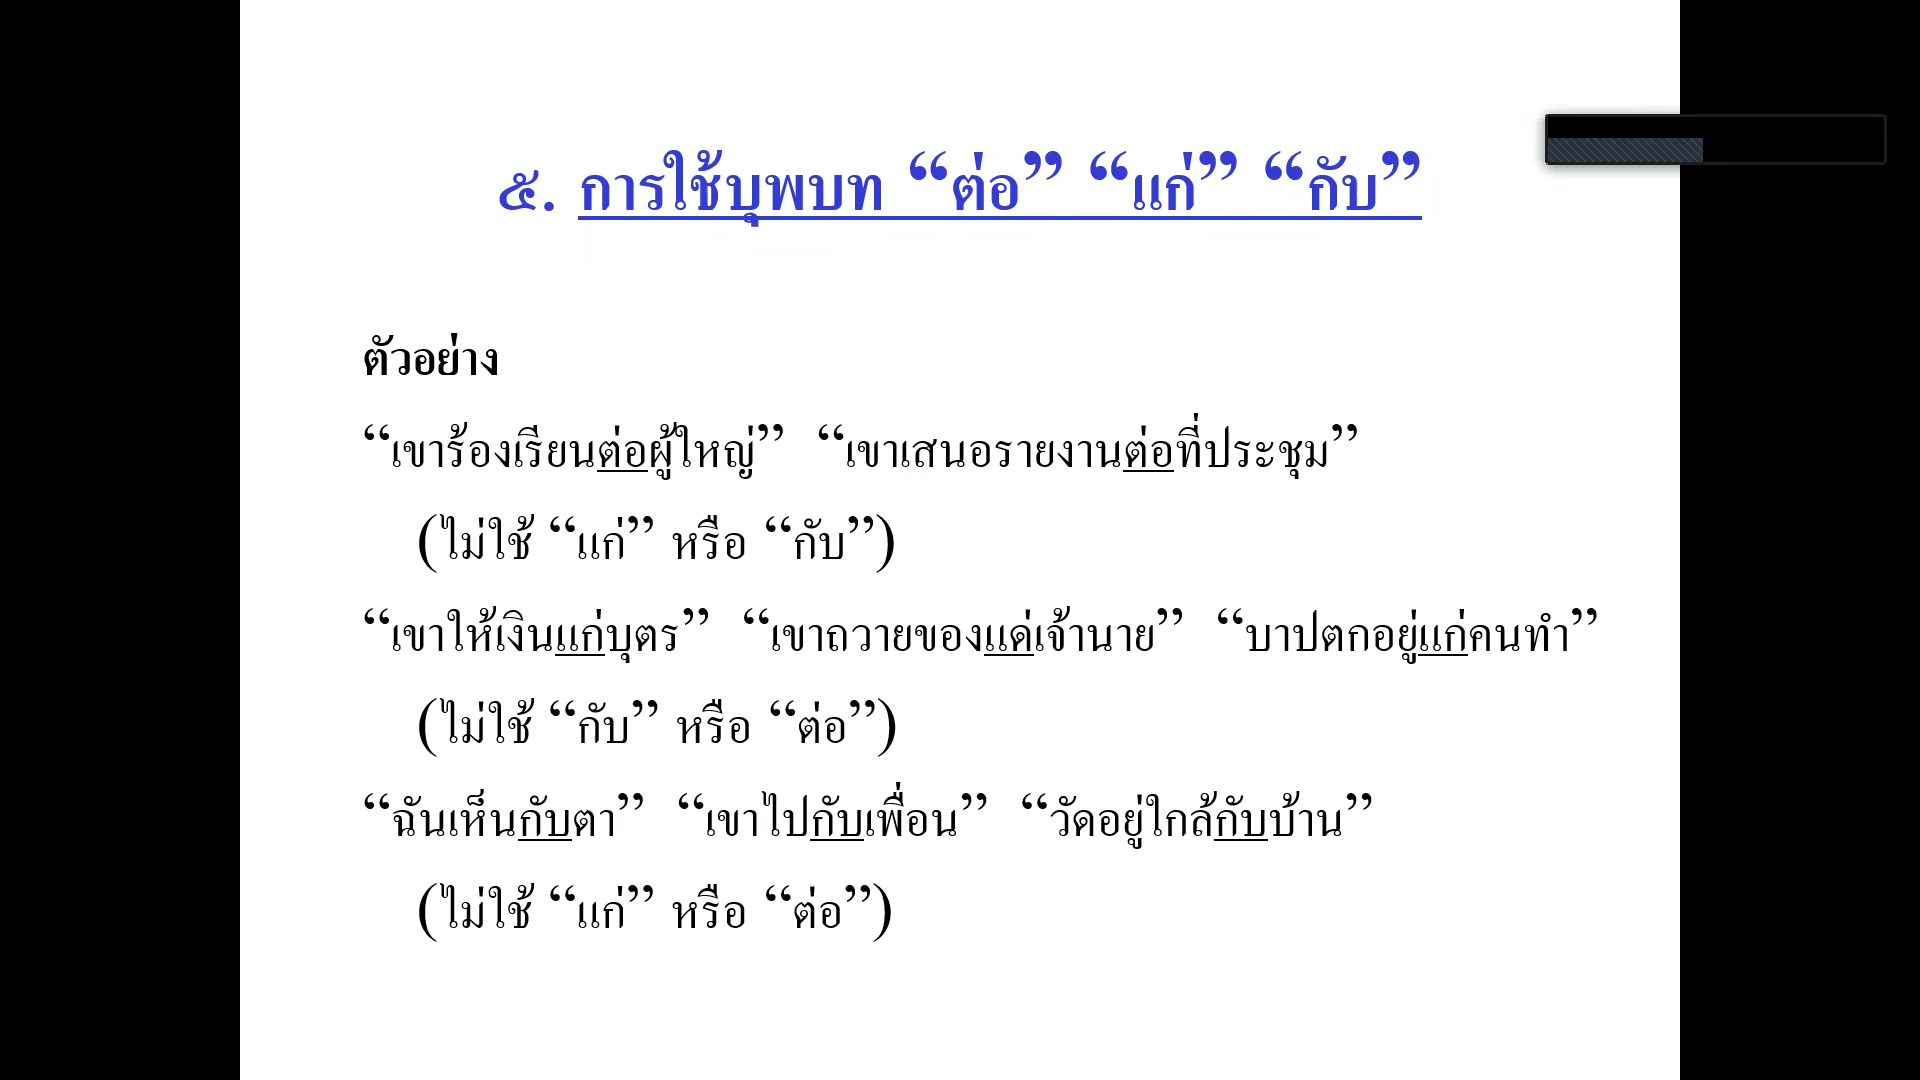 ๕. การใช้บุพบท “ต่อ” “แก่” “กับ”
ตัวอย่าง
“เขาร้องเรียนต่อผู้ใหญ่” “เขาเสนอรายงานต่อที่ประชุม”
(ไม่ใช้ “แก่” หรือ “กับ”)
“เขาให้เงินแก่บุตร” “เขาถวายของแด่เจ้านาย” “บาปตกอยู่แก่คนทำ”
(ไม่ใช้ “กับ” หรือ “ต่อ”)
“ฉันเห็นกับตา” “เขาไปกับเพื่อน” “วัดอยู่ใกล้กับบ้าน”
(ไม่ใช้ “แก่” หรือ “ต่อ”)